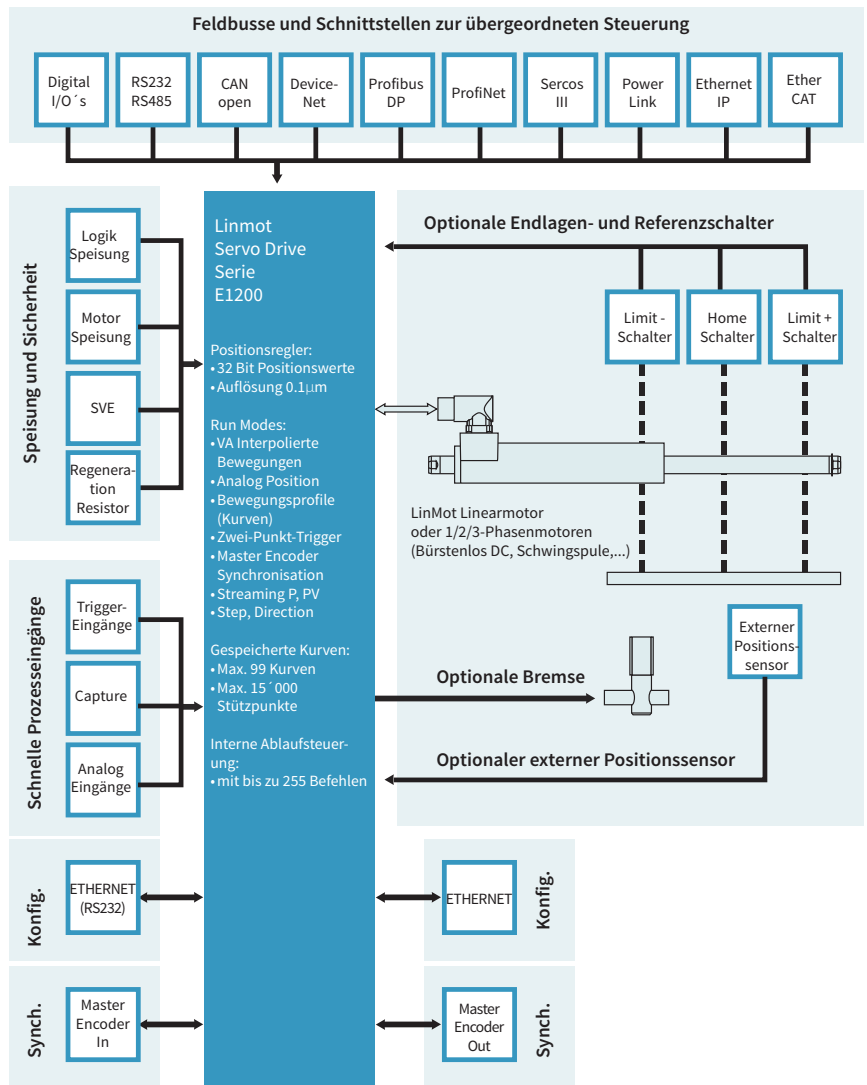 Feldbusse und Schnittstellen zur übergeordneten Steuerung
Digital
I/O´s
RS232
RS485
CAN
open
Device-
Net
Profibus
DP
ProfiNet
Sercos
III
Power
Link
Ethernet
IP
Ether
CAT
Speisung und Sicherheit
Logik
Speisung
Motor
Speisung
SVE
Regenera-
tion
Resistor
Schnelle Prozesseingänge
Trigger-
Eingänge
Capture
Analog
Eingänge
Konfig.
ETHERNET
(RS232)
Synch.
Master
Encoder
In
Linmot
Servo Drive
Serie
E1200
Positionsregler:
• 32 Bit Positionswerte
• Auflösung 0.1µm
Run Modes:
• VA Interpolierte
Bewegungen
• Analog Position
• Bewegungsprofile
(Kurven)
• Zwei-Punkt-Trigger
• Master Encoder
Synchronisation
• Streaming P, PV
• Step, Direction
Gespeicherte Kurven:
• Max. 99 Kurven
• Max. 15´000
Stützpunkte
Interne Ablaufsteuer-
ung:
• mit bis zu 255 Befehlen
Optionale Endlagen- und Referenzschalter
Limit -
Schalter
Home
Schalter
Limit +
Schalter
LinMot Linearmotor
oder 1/2/3-Phasenmotoren
(Bürstenlos DC, Schwingspule,...)
Externer
Positions-
sensor
Optionale Bremse
Optionaler externer Positionssensor
ETHERNET
Konfig.
Master
Encoder
Out
Synch.